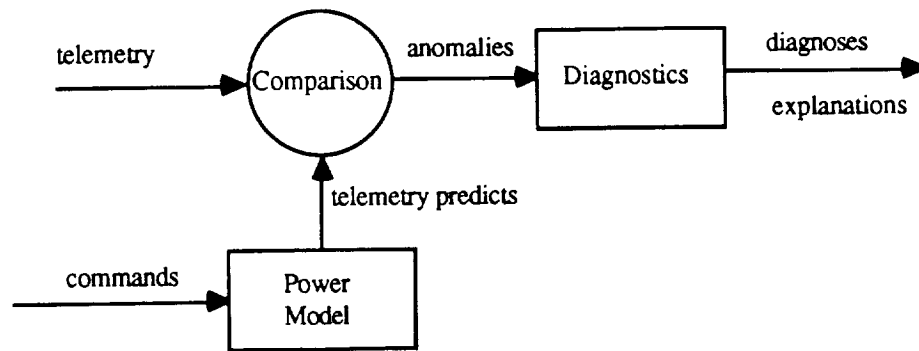 telemetry
Comparison
anomalies
Diagnostics
diagnoses
explanations
telemetry predicts
commands
Power
Model